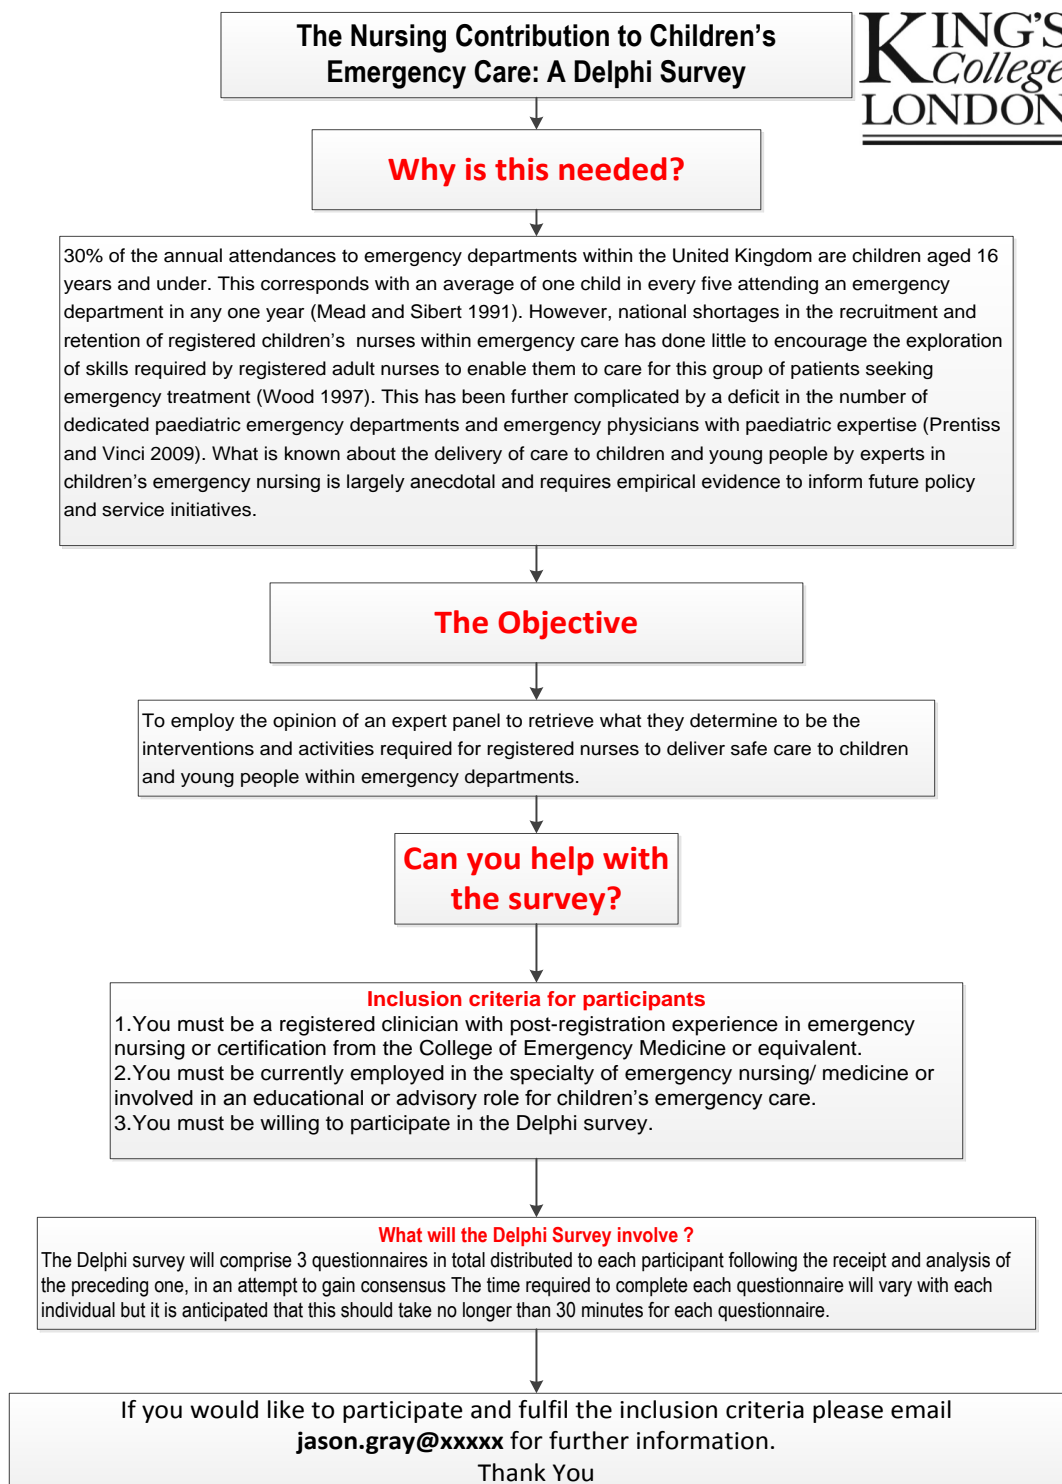 The Nursing Contribution to Children's
Emergency Care: A Delphi Survey
KING'S
College
LONDON
Why is this needed?
30% of the annual attendances to emergency departments within the United Kingdom are children aged 16
years and under. This corresponds with an average of one child in every five attending an emergency
department in any one year (Mead and Sibert 1991). However, national shortages in the recruitment and
retention of registered children's  nurses within emergency care has done little to encourage the exploration
of skills required by registered adult nurses to enable them to care for this group of patients seeking
emergency treatment (Wood 1997). This has been further complicated by a deficit in the number of
dedicated paediatric emergency departments and emergency physicians with paediatric expertise (Prentiss
and Vinci 2009). What is known about the delivery of care to children and young people by experts in
children's emergency nursing is largely anecdotal and requires empirical evidence to inform future policy
and service initiatives.
The Objective
To employ the opinion of an expert panel to retrieve what they determine to be the
interventions and activities required for registered nurses to deliver safe care to children
and young people within emergency departments.
Can you help with
the survey?
Inclusion criteria for participants
1.You must be a registered clinician with post-registration experience in emergency
nursing or certification from the College of Emergency Medicine or equivalent.
2.You must be currently employed in the specialty of emergency nursing/ medicine or
involved in an educational or advisory role for children's emergency care.
3.You must be willing to participate in the Delphi survey.
What will the Delphi Survey involve ?
The Delphi survey will comprise 3 questionnaires in total distributed to each participant following the receipt and analysis of
the preceding one, in an attempt to gain consensus The time required to complete each questionnaire will vary with each
individual but it is anticipated that this should take no longer than 30 minutes for each questionnaire.
If you would like to participate and fulfil the inclusion criteria please email
jason.gray@xxxxx for further information.
Thank You